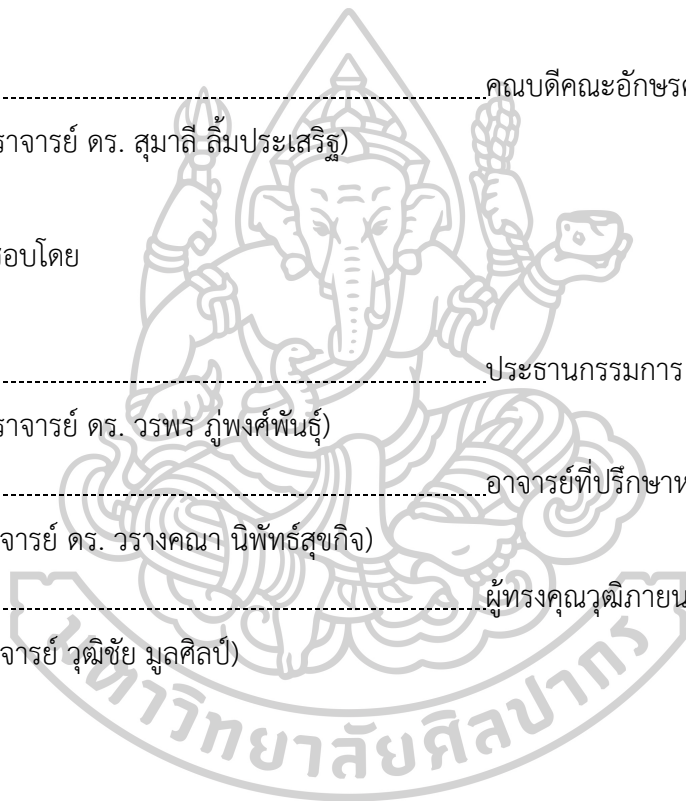 คณบดีคณะอักษร
ราจารย์ ดร. สุมาลี ลิ้มประเสริฐ)
อบโดย
ประธานกรรมการ
ราจารย์ ดร. วรพร ภู่พงศ์พันธุ์)
อาจารย์ที่ปรึกษาห
จารย์ ดร. วรางคณา นิพัทธ์สุขกิจ)
ผู้ทรงคุณวุฒิภายน
จารย์ วุฒิชัย มูลศิลป์)
มหาวิทยาลัยศิลปากร